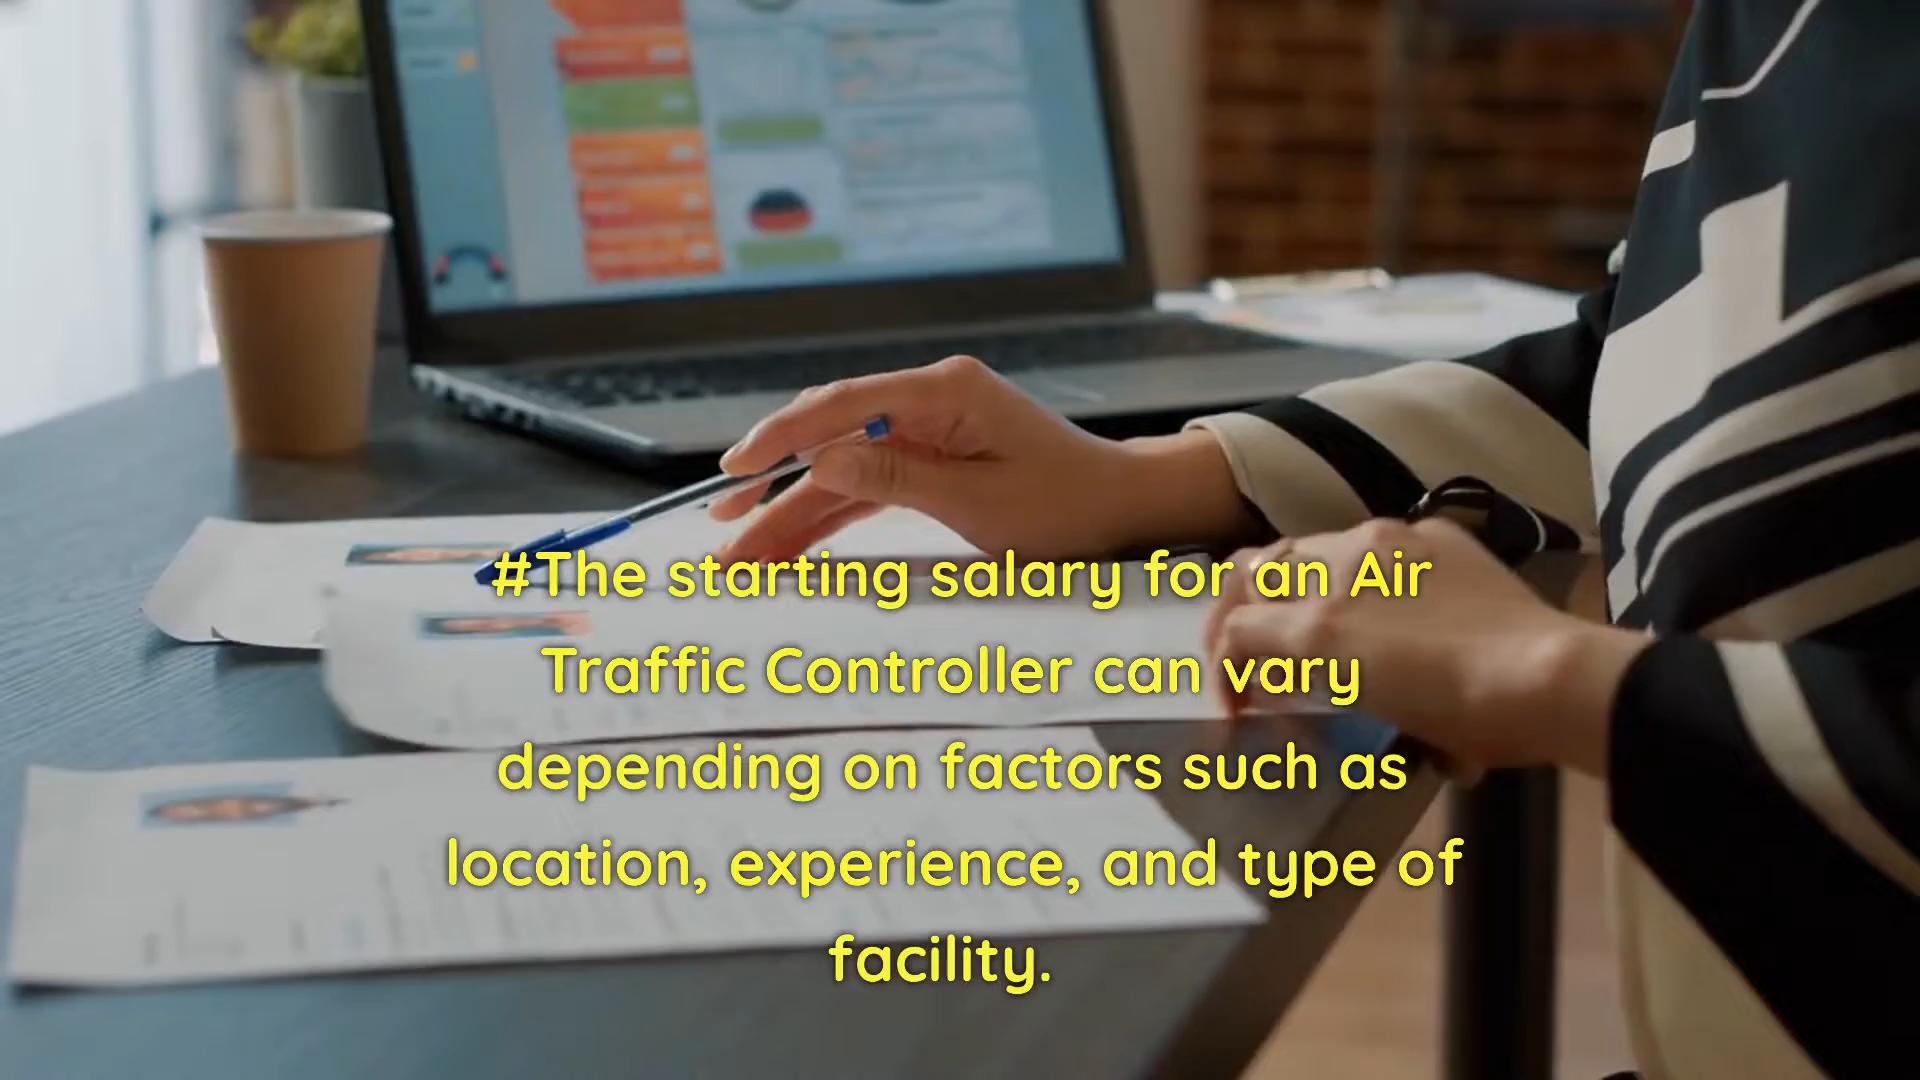 #The starting salary for an Air
Traffic Controller can vary
depending on factors such as
location, experience, and type of
facility.